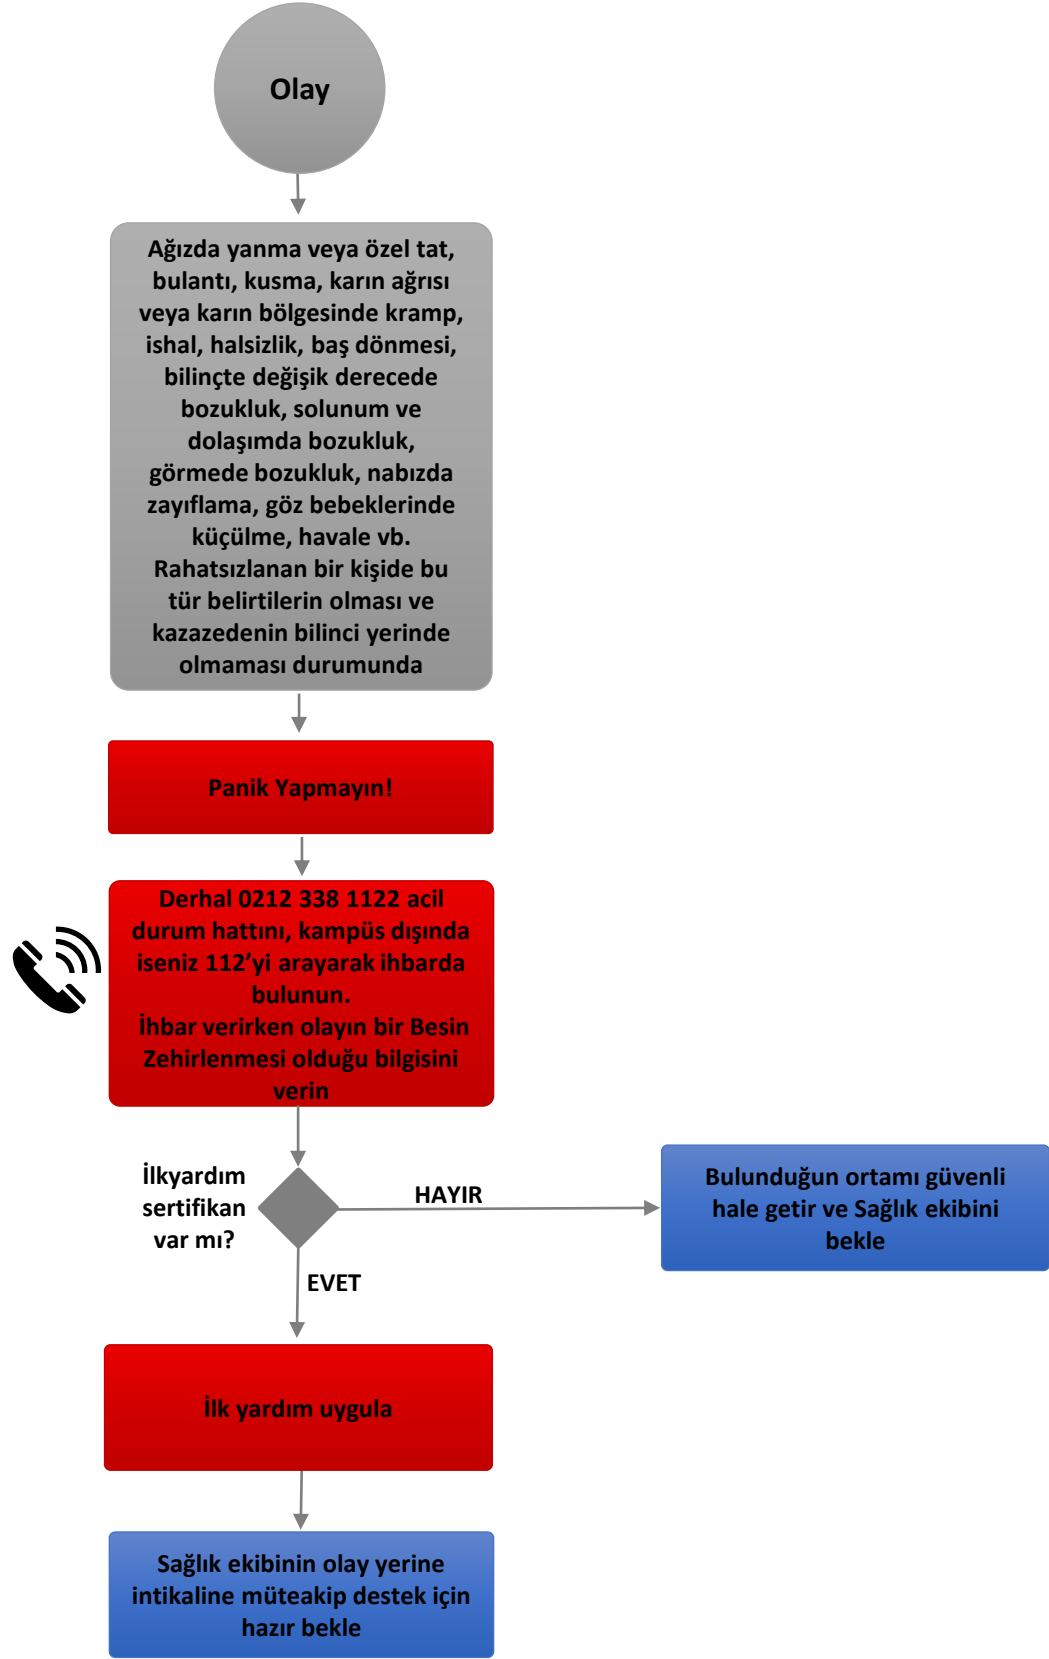 Olay
Ağızda yanma veya özel tat,
bulantı, kusma, karın ağrısı
veya karın bölgesinde kramp,
ishal, halsizlik, baş dönmesi,
bilinçte değişik derecede
bozukluk, solunum ve
dolaşımda bozukluk,
görmede bozukluk, nabızda
zayıflama, göz bebeklerinde
küçülme, havale vb.
Rahatsızlanan bir kişide bu
tür belirtilerin olması ve
kazazedenin bilinci yerinde
olmaması durumunda
Panik Yapmayın!
Derhal 0212 338 1122 acil
durum hattını, kampüs dışında
iseniz 112’yi arayarak ihbarda
bulunun.
İhbar verirken olayın bir Besin
Zehirlenmesi olduğu bilgisini
verin
İlkyardım
sertifikan
var mı?
HAYIR
Bulunduğun ortamı güvenli
hale getir ve Sağlık ekibini
bekle
EVET
İlk yardım uygula
Sağlık ekibinin olay yerine
intikaline müteakip destek için
hazır bekle